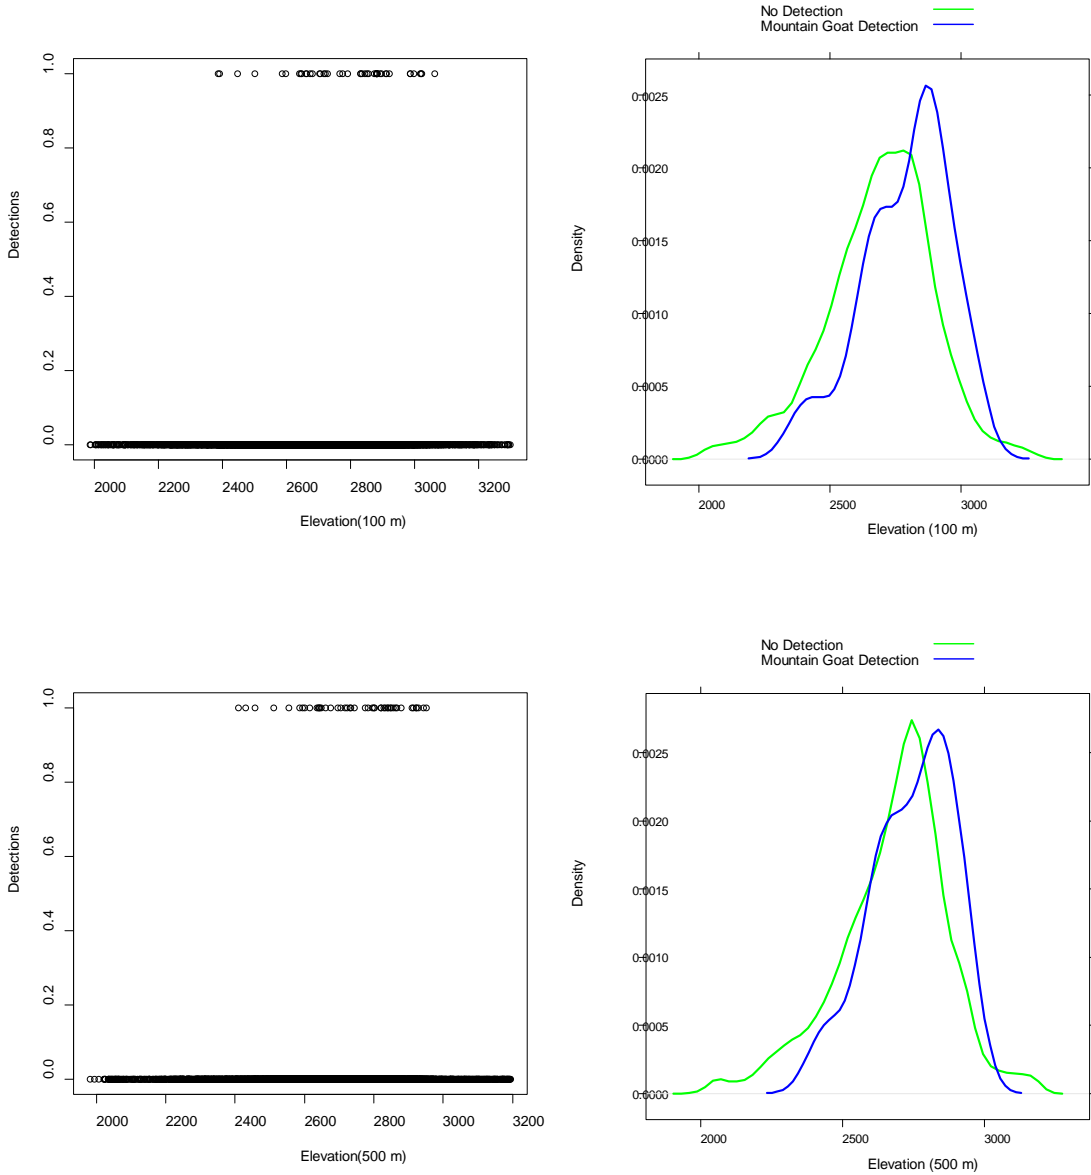 No Detection
Mountain Goat Detection
1.0
0.8
0.6
0.4
0.2
0.0
Detections
2000 2200 2400 2600 2800 3000 3200
Elevation(100 m)
0.0025
0.0020
0.0015
0.0010
0.0005
0.0000
Density
2000 2500 3000
Elevation (100 m)
No Detection
Mountain Goat Detection
1.0
0.8
0.6
0.4
0.2
0.0
Detections
2000 2200 2400 2600 2800 3000 3200
Elevation(500 m)
0.0025
0.0020
0.0015
0.0010
0.0005
0.0000
Density
2000 2500 3000
Elevation (500 m)